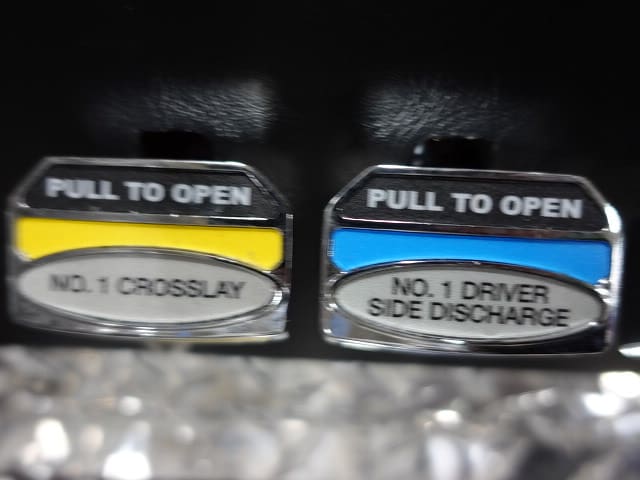 PULL TO OPEN
NO. 1 CROSSLAY
PULL TO OPEN
NO. 1 DRIVER
SIDE DISCHARGE